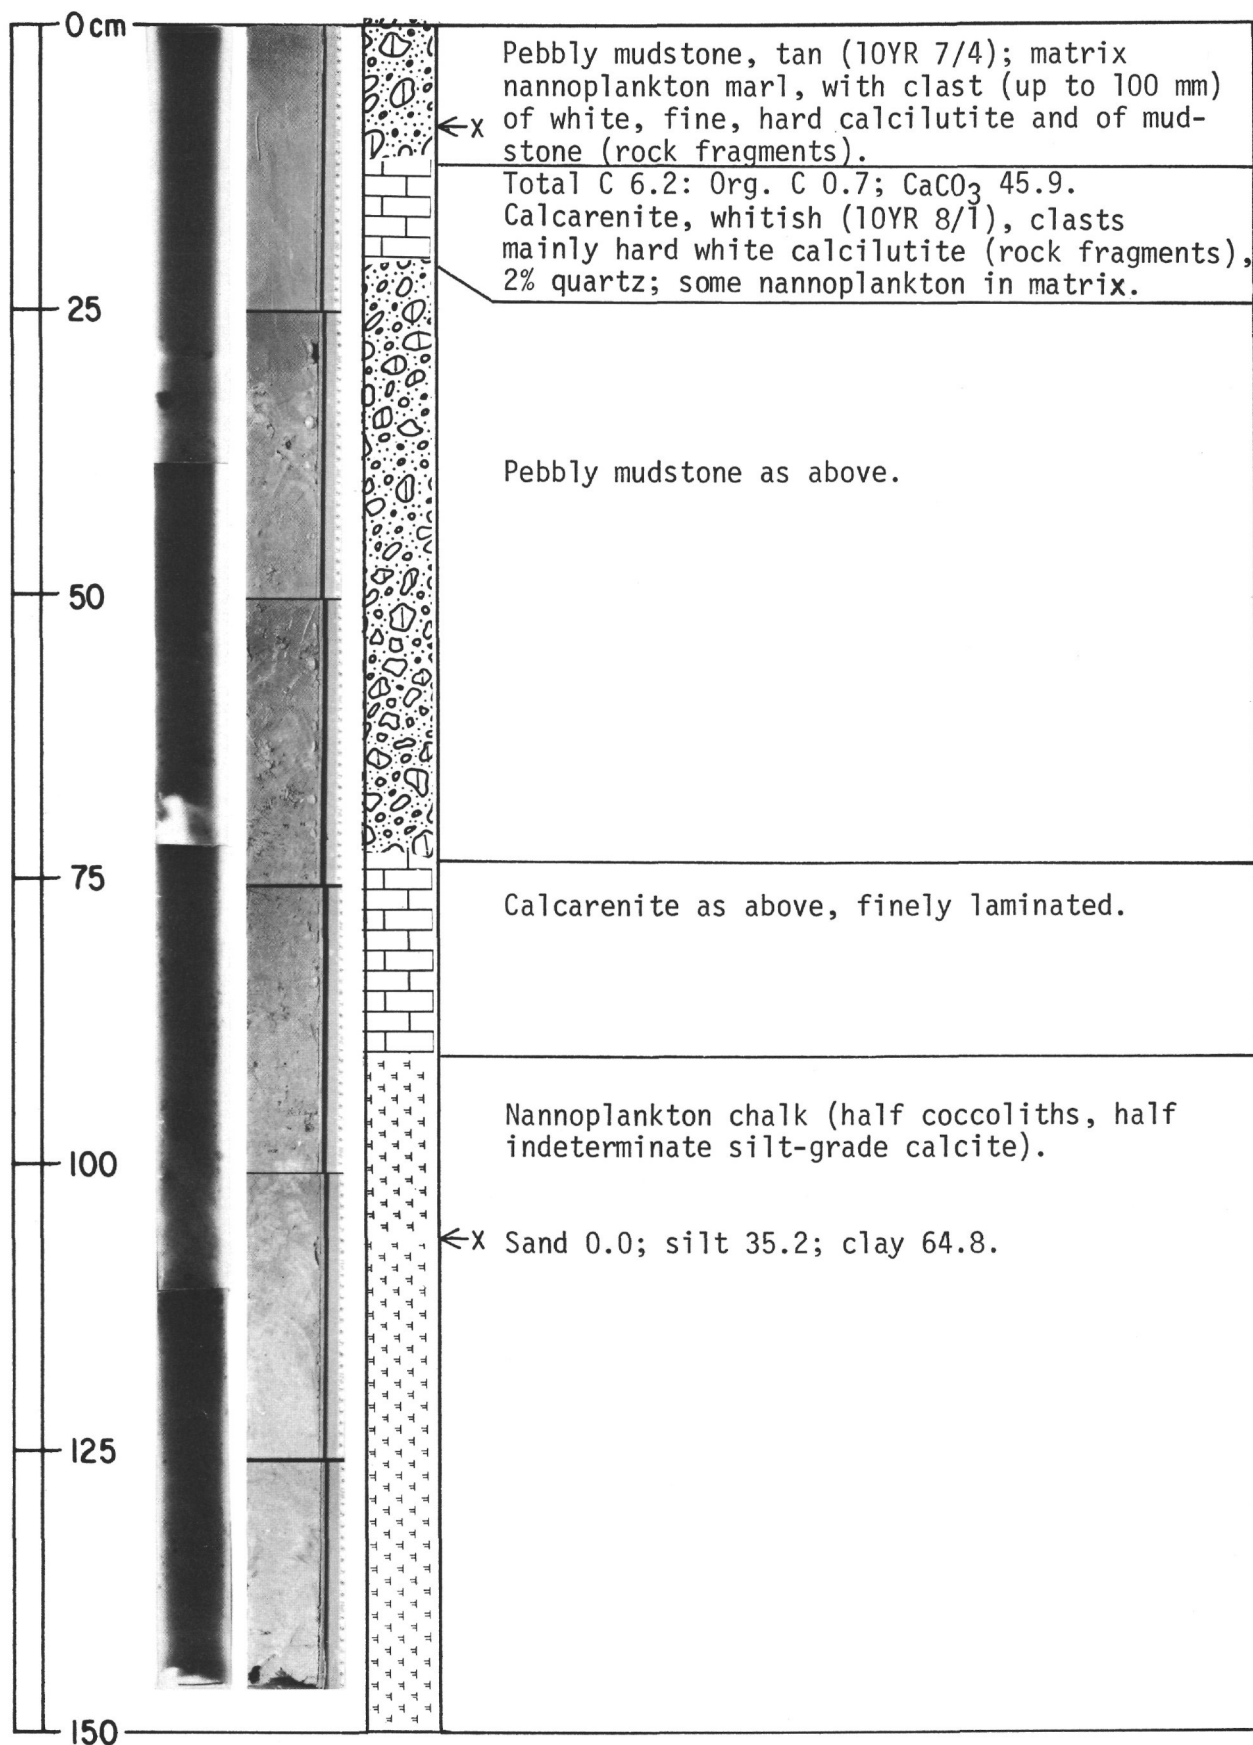 0 cm
Pebbly mudstone, tan (10YR 7/4); matrix
nannoplankton marl, with clast (up to 100 mm)
of white, fine, hard calcilutite and of mud-
X
stone (rock fragments).
Total C 6.2: Org. C 0.7; CaCO3 45.9.
Calcarenite, whitish (10YR 8/1), clasts
mainly hard white calcilutite (rock fragments),
2% quartz; some nannoplankton in matrix.
25
Pebbly mudstone as above.
50
75
Calcarenite as above, finely laminated.
Nannoplankton chalk (half coccoliths, half
indeterminate silt-grade calcite).
100
X Sand 0.0; silt 35.2; clay 64.8.
125
150